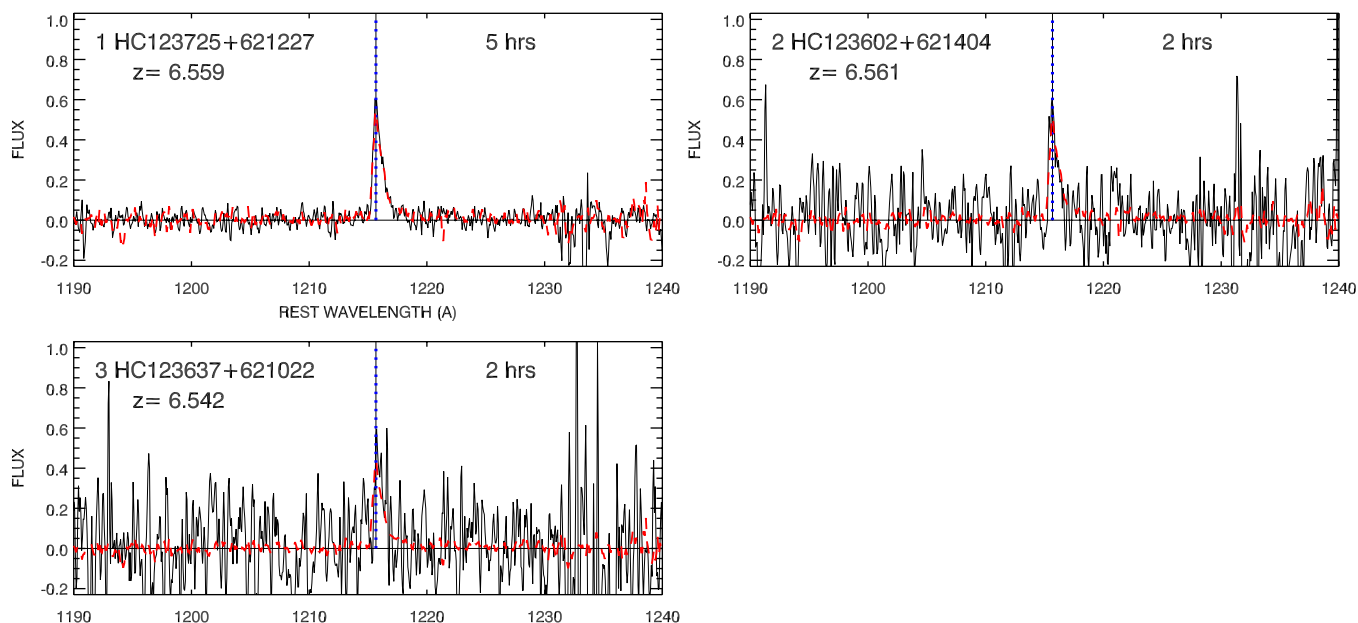 1 HC123725+621227 5 hrs
z= 6.559
1.0
0.8
0.6
0.4
0.2
0.0
-0.2
FLUX
1190 1200 1210 1220 1230 1240
REST WAVELENGTH (A)
2 HC123602+621404 2 hrs
z= 6.561
1.0
0.8
0.6
0.4
0.2
0.0
-0.2
FLUX
1190 1200 1210 1220 1230 1240
3 HC123637+621022 2 hrs
z= 6.542
1.0
0.8
0.6
0.4
0.2
0.0
-0.2
FLUX
1190 1200 1210 1220 1230 1240